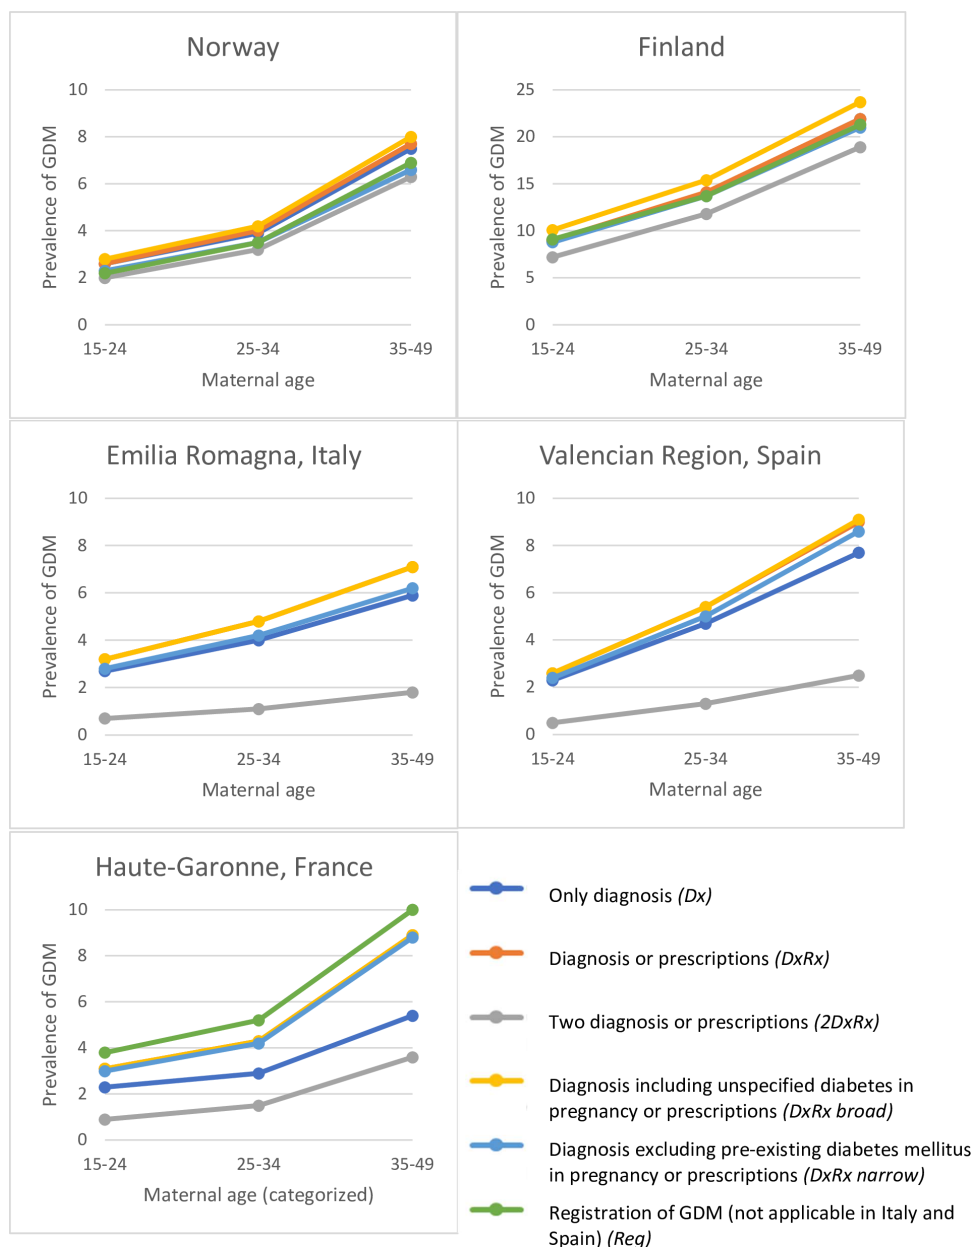 Norway
Prevalence of GDM
10
8
6
4
2
0
15-24 25-34 35-49
Maternal age
Finland
Prevalence of GDM
25
20
15
10
5
0
15-24 25-34 35-49
Maternal age
Emilia Romagna, Italy
Prevalence of GDM
10
8
6
4
2
0
15-24 25-34 35-49
Maternal age
Valencian Region, Spain
Prevalence of GDM
10
8
6
4
2
0
15-24 25-34 35-49
Maternal age
Haute-Garonne, France
Prevalence of GDM
10
8
6
4
2
0
15-24 25-34 35-49
Maternal age (categorized)
Only diagnosis (Dx)
Diagnosis or prescriptions (DxRx)
Two diagnosis or prescriptions (2DxRx)
Diagnosis including unspecified diabetes in
pregnancy or prescriptions (DxRx broad)
Diagnosis excluding pre-existing diabetes mellitus
in pregnancy or prescriptions (DxRx narrow)
Registration of GDM (not applicable in Italy and
Spain) (Reg)